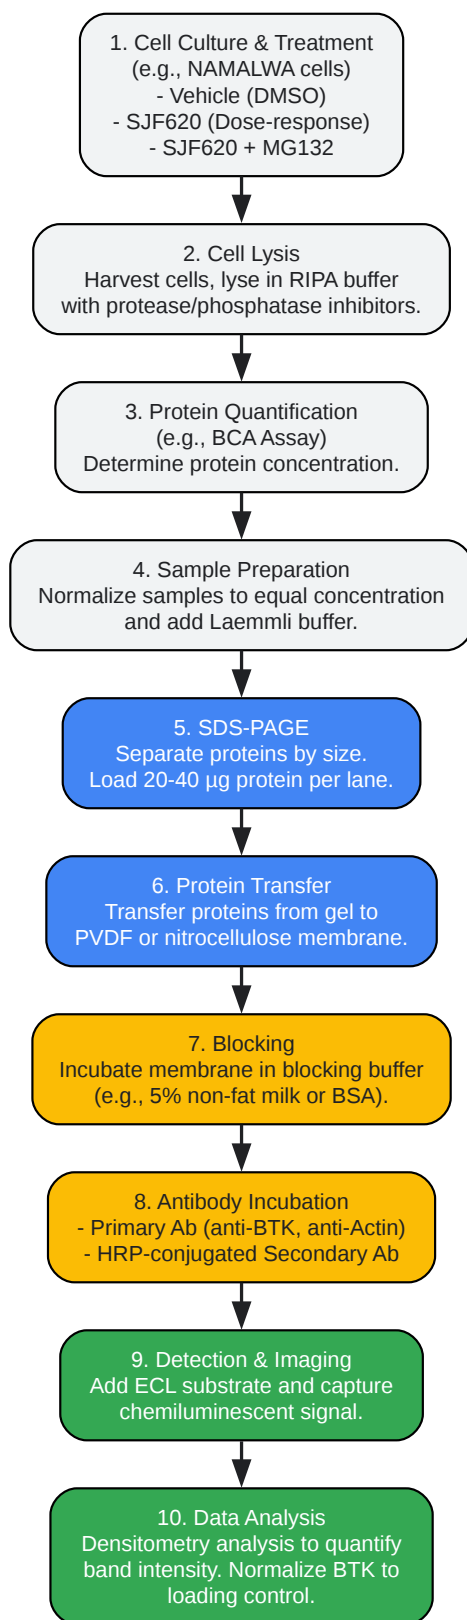 1. Cell Culture & Treatment
(e.g., NAMALWA cells)
- Vehicle (DMSO)
- SJF620 (Dose-response)
- SJF620 + MG132
2. Cell Lysis
Harvest cells, lyse in RIPA buffer
with protease/phosphatase inhibitors.
3. Protein Quantification
(e.g., BCA Assay)
Determine protein concentration.
4. Sample Preparation
Normalize samples to equal concentration
and add Laemmli buffer.
5. SDS-PAGE
Separate proteins by size.
Load 20-40 µg protein per lane.
6. Protein Transfer
Transfer proteins from gel to
PVDF or nitrocellulose membrane.
7. Blocking
Incubate membrane in blocking buffer
(e.g., 5% non-fat milk or BSA).
8. Antibody Incubation
- Primary Ab (anti-BTK, anti-Actin)
- HRP-conjugated Secondary Ab
9. Detection & Imaging
Add ECL substrate and capture
chemiluminescent signal.
10. Data Analysis
Densitometry analysis to quantify
band intensity. Normalize BTK to
loading control.